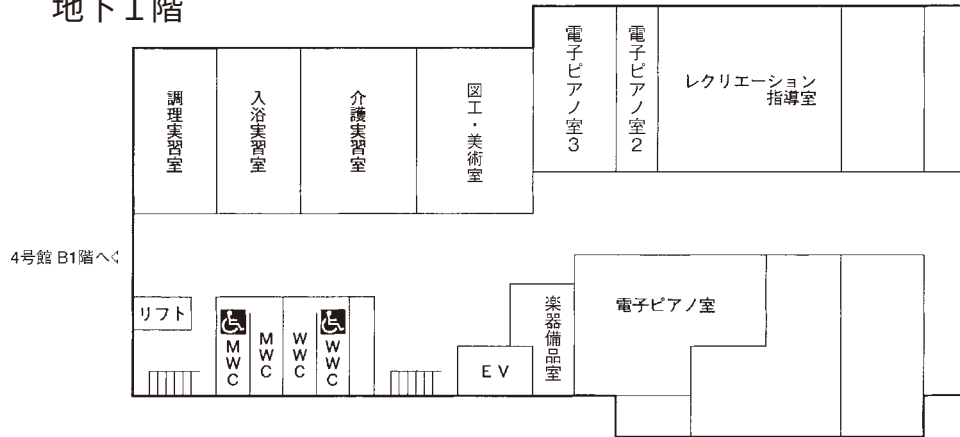 地下1階
調理実習室
入浴実習室
介護実習室
図工・美術室
電子ピアノ室3
電子ピアノ室2
レクリエーション
指導室
4号館 B1階へ
リフト
MWC
MWC
WWC
WWC
EV
楽器備品室
電子ピアノ室